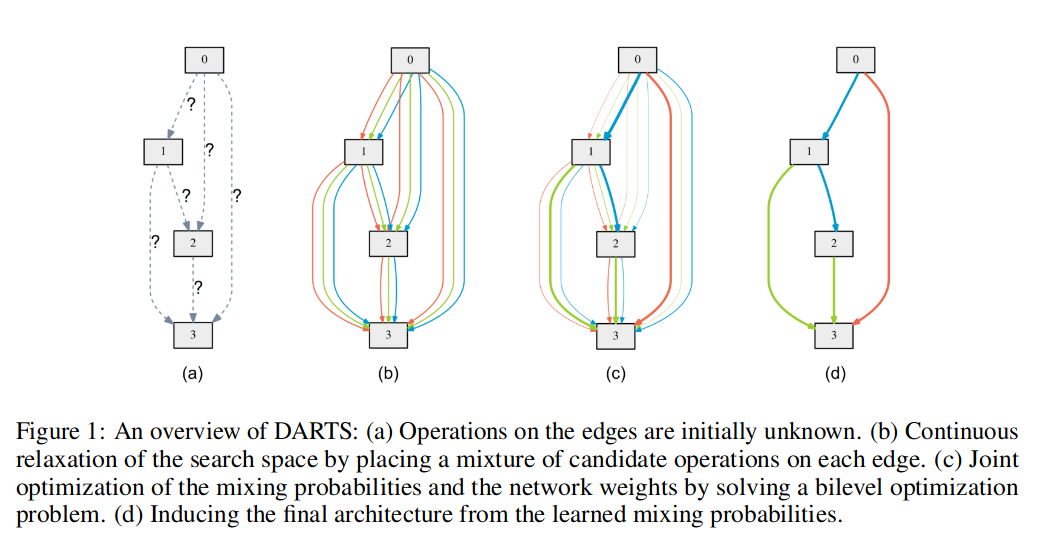 0
?
1
?
?
?
2
?
?
3
(a)
0
1
2
3
(b)
0
1
2
3
(c)
0
1
2
3
(d)
Figure 1: An overview of DARTS: (a) Operations on the edges are initially unknown. (b) Continuous
relaxation of the search space by placing a mixture of candidate operations on each edge. (c) Joint
optimization of the mixing probabilities and the network weights by solving a bilevel optimization
problem. (d) Inducing the final architecture from the learned mixing probabilities.